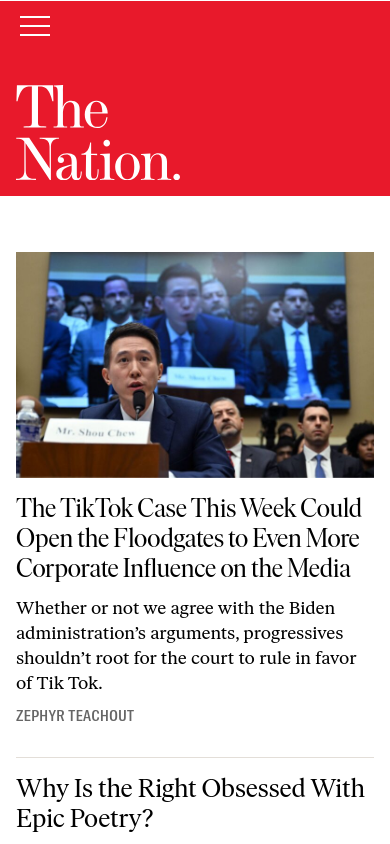 The
Nation.
Mr. Shou Chew
Mr. Shou Chew
The TikTok Case This Week Could
Open the Floodgates to Even More
Corporate Influence on the Media
Whether or not we agree with the Biden
administration’s arguments, progressives
shouldn’t root for the court to rule in favor
of Tik Tok.
ZEPHYR TEACHOUT
Why Is the Right Obsessed With
Epic Poetry?